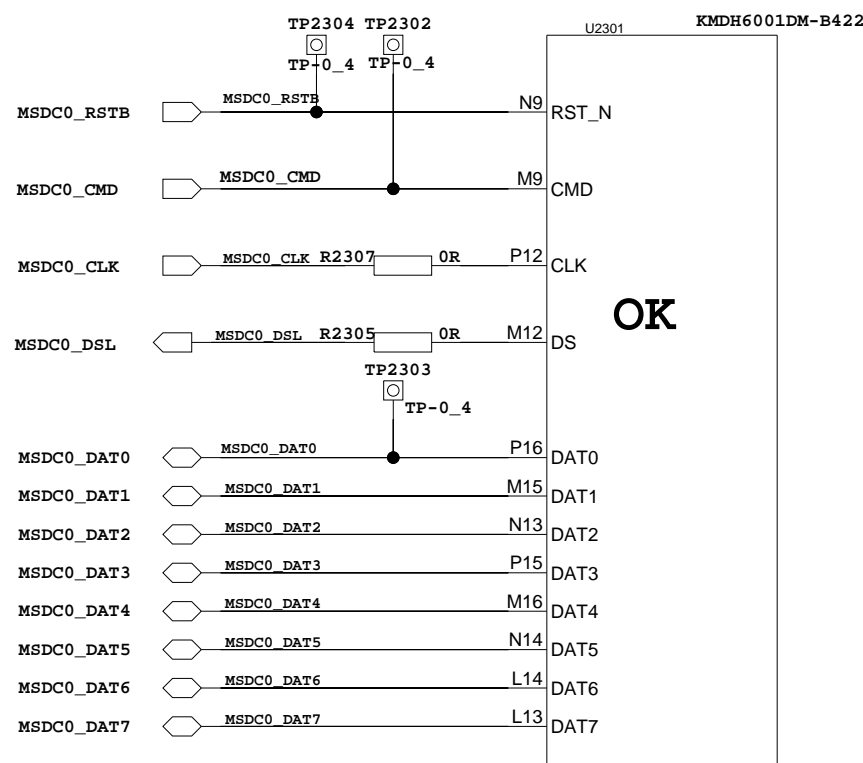 TP2304 TP2302
TP-0_4 TP-0_4
U2301
KMDH6001DM-B422
MSDC0_RSTB MSDC0_RSTB N9 RST_N
MSDC0_CMD MSDC0_CMD M9 CMD
MSDC0_CLK MSDC0_CLK R2307 0R P12 CLK
OK
MSDC0_DSL MSDC0_DSL R2305 0R M12 DS
TP2303
TP-0_4
MSDC0_DAT0 MSDC0_DAT0 P16 DAT0
MSDC0_DAT1 MSDC0_DAT1 M15 DAT1
MSDC0_DAT2 MSDC0_DAT2 N13 DAT2
MSDC0_DAT3 MSDC0_DAT3 P15 DAT3
MSDC0_DAT4 MSDC0_DAT4 M16 DAT4
MSDC0_DAT5 MSDC0_DAT5 N14 DAT5
MSDC0_DAT6 MSDC0_DAT6 L14 DAT6
MSDC0_DAT7 MSDC0_DAT7 L13 DAT7